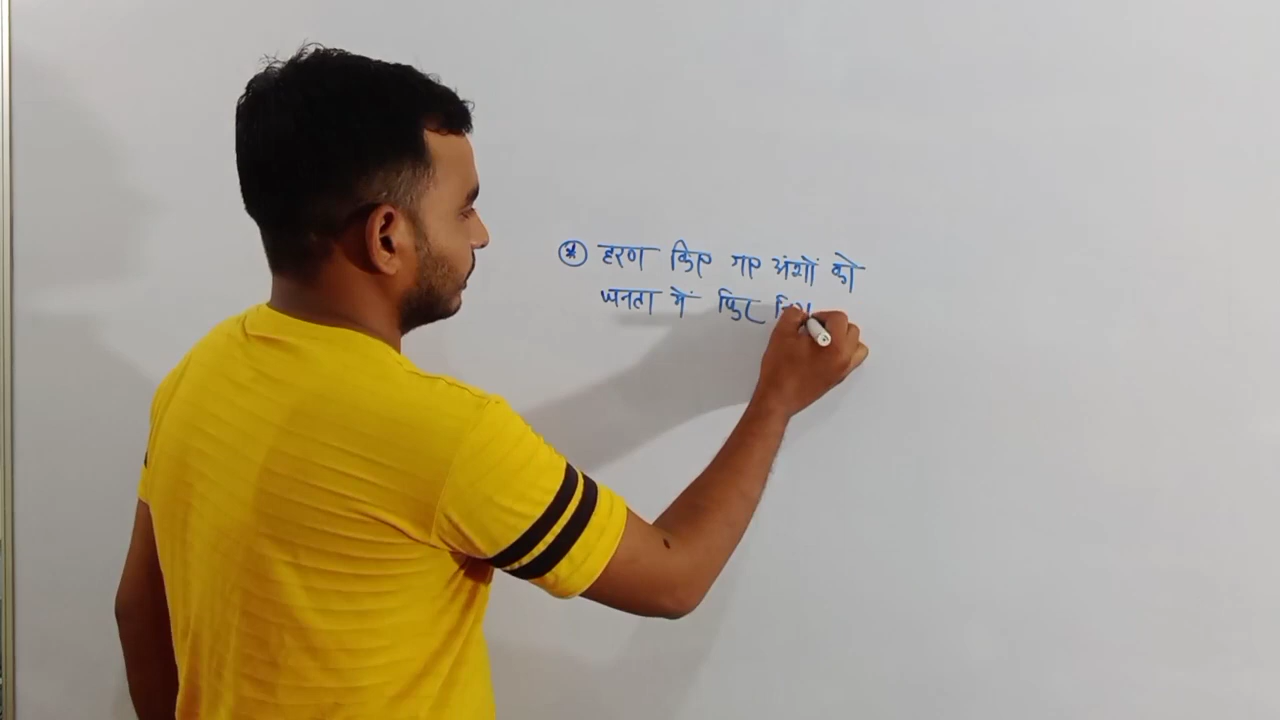 हरण किए गए अंशों को
जनता में फिर